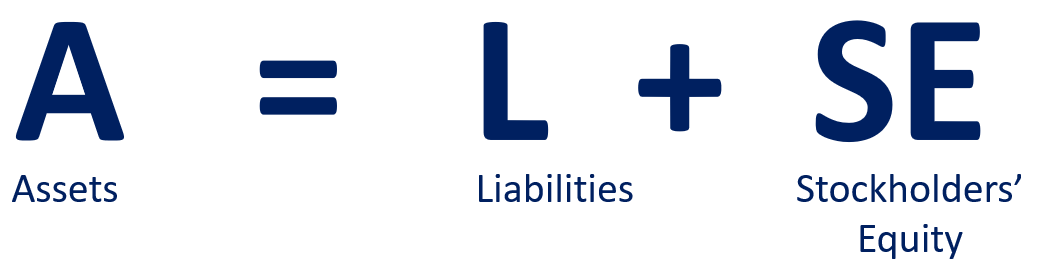 A = L + SE
Assets Liabilities Stockholders’
Equity